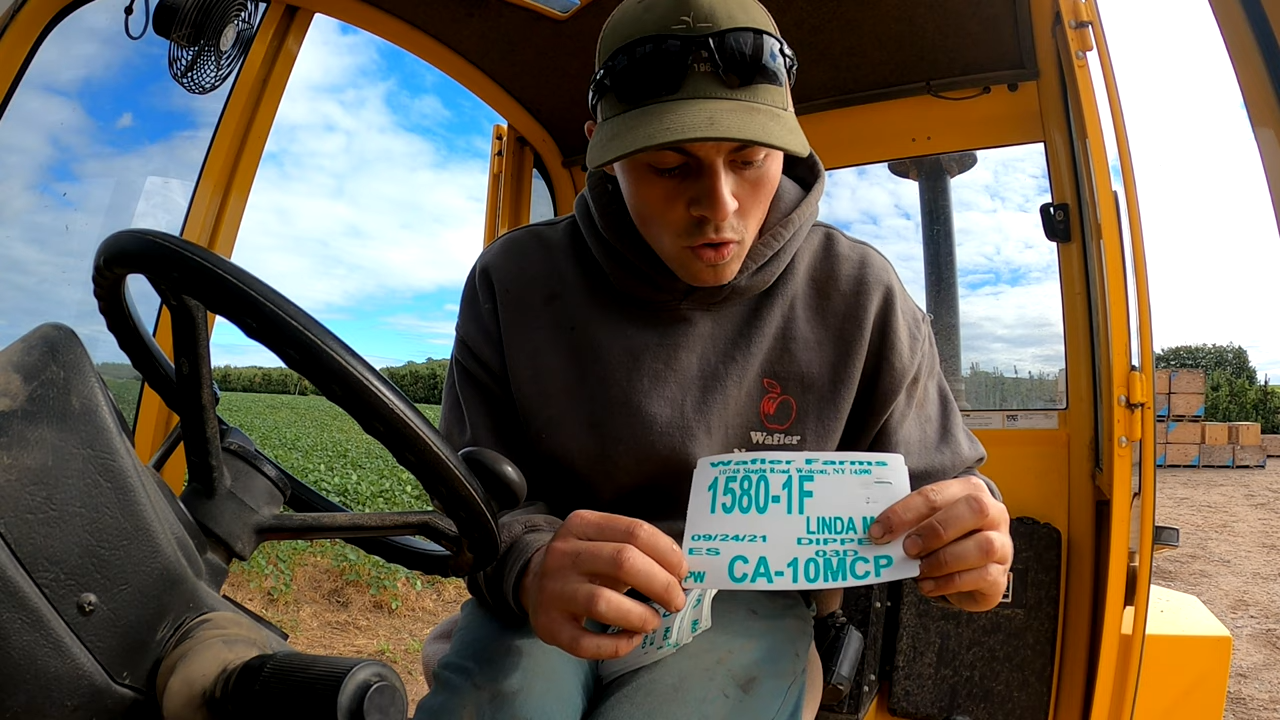 196
Wafler
Wafler Farms
10748 Slaght Road Wolcott, NY 14590
1580-1F
LINDA M
09/24/21
DIPPE
ES
03D
PW
CA-10MCP